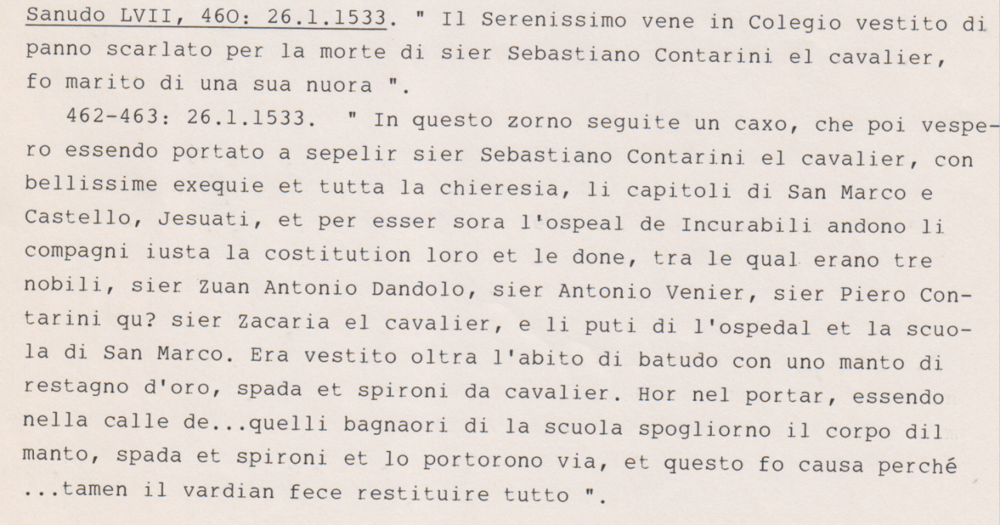 Sanudo LVII, 460: 26.1.1533. " Il Serenissimo vene in Colegio vestito di
panno scarlato per la morte di sier Sebastiano Contarini el cavalier,
fo marito di una sua nuora ".
462-463: 26.1.1533. " In questo zorno seguite un caxo, che poi vespe-
ro essendo portato a sepelir sier Sebastiano Contarini el cavalier, con
bellissime exequie et tutta la chieresia, li capitoli di San Marco e
Castello, Jesuati, et per esser sora l'ospeal de Incurabili andono li
compagni iusta la costitution loro et le done, tra le qual erano tre
nobili, sier Zuan Antonio Dandolo, sier Antonio Venier, sier Piero Con-
tarini qu? sier Zacaria el cavalier, e li puti di l'ospedal et la scuo-
la di San Marco. Era vestito oltra l'abito di batudo con uno manto di
restagno d'oro, spada et spironi da cavalier. Hor nel portar, essendo
nella calle de...quelli bagnaori di la scuola spogliorno il corpo dil
manto, spada et spironi et lo portorono via, et questo fo causa perché
...tamen il vardian fece restituire tutto ".